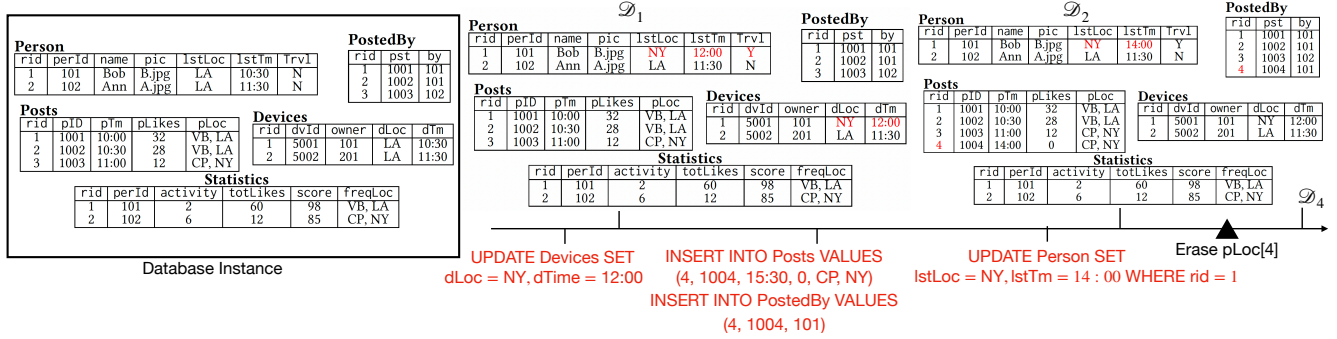 Person
rid perId name pic lstLoc lstTm Trvl
1 101 Bob B.jpg LA 10:30 N
2 102 Ann A.jpg LA 11:30 N
PostedBy
rid pst by
1 1001 101
2 1002 101
3 1003 102
Posts
rid pID pTm pLikes pLoc
1 1001 10:00 32 VB, LA
2 1002 10:30 28 VB, LA
3 1003 11:00 12 CP, NY
Devices
rid dvId owner dLoc dTm
1 5001 101 LA 10:30
2 5002 201 LA 11:30
Statistics
rid perId activity totLikes score freqLoc
1 101 2 60 98 VB, LA
2 102 6 12 85 CP, NY
Database Instance
𝒟1
Person
rid perId name pic lstLoc lstTm Trvl
1 101 Bob B.jpg NY 12:00 Y
2 102 Ann A.jpg LA 11:30 N
PostedBy
rid pst by
1 1001 101
2 1002 101
3 1003 102
Posts
rid pID pTm pLikes pLoc
1 1001 10:00 32 VB, LA
2 1002 10:30 28 VB, LA
3 1003 11:00 12 CP, NY
Devices
rid dvId owner dLoc dTm
1 5001 101 NY 12:00
2 5002 201 LA 11:30
Statistics
rid perId activity totLikes score freqLoc
1 101 2 60 98 VB, LA
2 102 6 12 85 CP, NY
𝒟2
Person
rid perId name pic lstLoc lstTm Trvl
1 101 Bob B.jpg NY 14:00 Y
2 102 Ann A.jpg LA 11:30 N
PostedBy
rid pst by
1 1001 101
2 1002 101
3 1003 102
4 1004 101
Posts
rid pID pTm pLikes pLoc
1 1001 10:00 32 VB, LA
2 1002 10:30 28 VB, LA
3 1003 11:00 12 CP, NY
4 1004 14:00 0 CP, NY
Devices
rid dvId owner dLoc dTm
1 5001 101 NY 12:00
2 5002 201 LA 11:30
Statistics
rid perId activity totLikes score freqLoc
1 101 2 60 98 VB, LA
2 102 6 12 85 CP, NY
𝒟4
UPDATE Devices SET
dLoc = NY, dTime = 12:00
INSERT INTO Posts VALUES
(4, 1004, 15:30, 0, CP, NY)
INSERT INTO PostedBy VALUES
(4, 1004, 101)
UPDATE Person SET
lstLoc = NY, lstTm = 14 : 00 WHERE rid = 1
Erase pLoc[4]